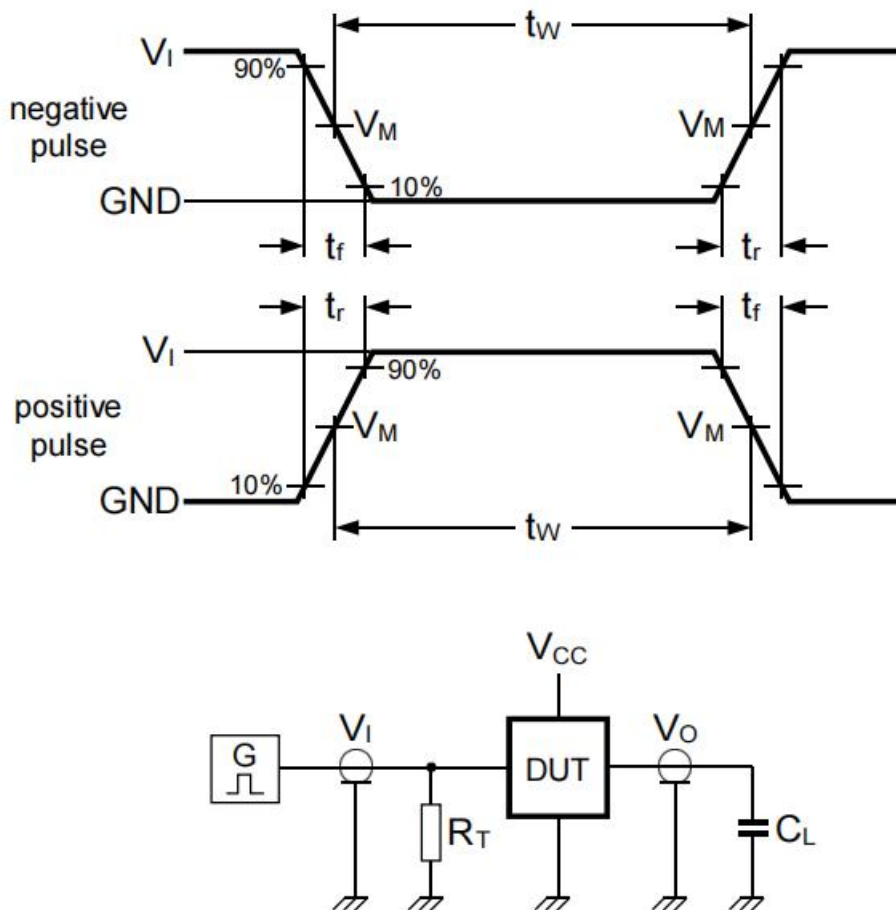 tW
VI
90%
negative
pulse
VM
VM
10%
GND
tf
tr
tr
tf
VI
90%
positive
pulse
VM
VM
10%
GND
tW
VCC
VI
VO
G
DUT
RT
CL